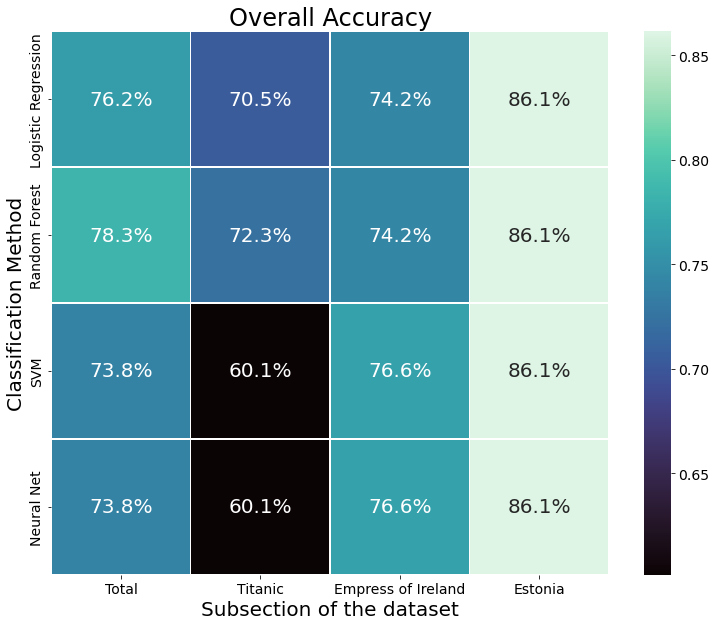 Overall Accuracy
Classification Method
Logistic Regression
76.2% 70.5% 74.2% 86.1%
Random Forest
78.3% 72.3% 74.2% 86.1%
SVM
73.8% 60.1% 76.6% 86.1%
Neural Net
73.8% 60.1% 76.6% 86.1%
Total Titanic Empress of Ireland Estonia
Subsection of the dataset
0.85
0.80
0.75
0.70
0.65